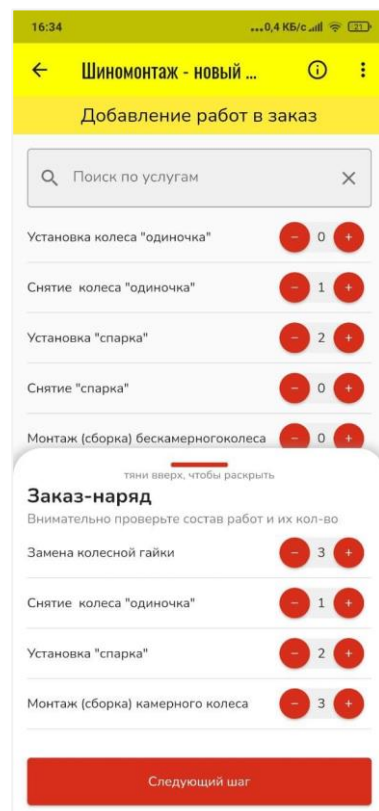 16:34
...0,4 КБ/с 21
Шиномонтаж - новый ...
Добавление работ в заказ
Поиск по услугам
Установка колеса "одиночка" - 0 +
Снятие колеса "одиночка" - 1 +
Установка "спарка" - 2 +
Снятие "спарка" - 0 +
Монтаж (сборка) бескамерногоколеса - 0 +
тяни вверх, чтобы раскрыть
Заказ-наряд
Внимательно проверьте состав работ и их кол-во
Замена колесной гайки - 3 +
Снятие колеса "одиночка" - 1 +
Установка "спарка" - 2 +
Монтаж (сборка) камерного колеса - 3 +
Следующий шаг